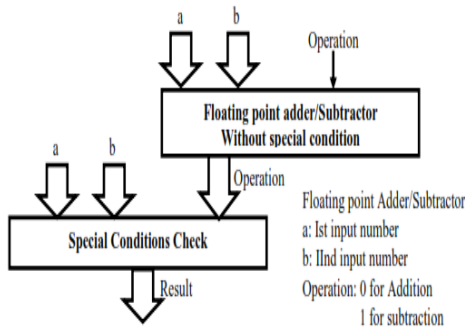 a
b
Operation
Floating point adder/Subtractor
Without special condition
a
b
Operation
Special Conditions Check
Result
Floating point Adder/Subtractor
a: Ist input number
b: IInd input number
Operation: 0 for Addition
1 for subtraction